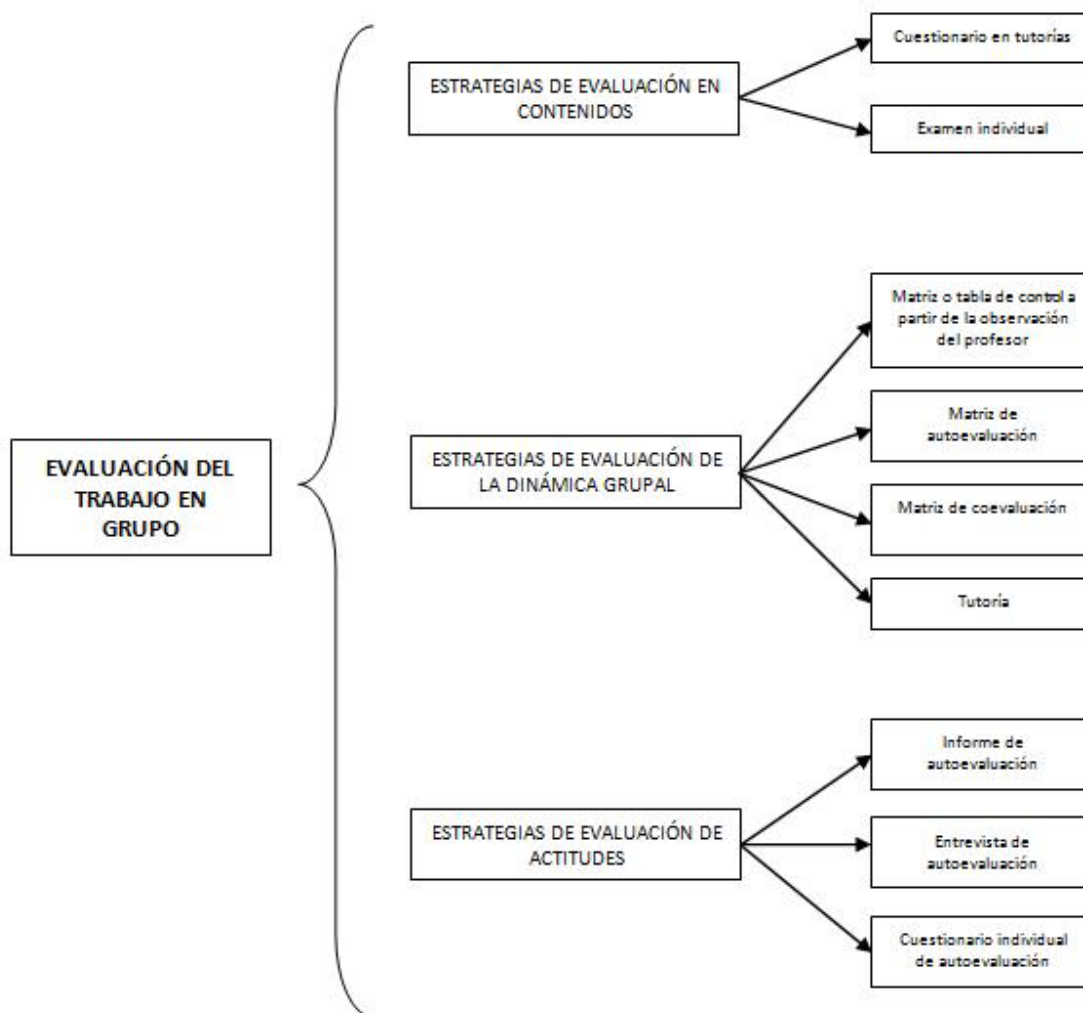 EVALUACIÓN DEL
TRABAJO EN
GRUPO
ESTRATEGIAS DE EVALUACIÓN EN
CONTENIDOS
Cuestionario en tutorías
Examen individual
ESTRATEGIAS DE EVALUACIÓN DE
LA DINÁMICA GRUPAL
Matriz o tabla de control a
partir de la observación
del profesor
Matriz de
autoevaluación
Matriz de coevaluación
Tutoría
ESTRATEGIAS DE EVALUACIÓN DE
ACTITUDES
Informe de
autoevaluación
Entrevista de
autoevaluación
Cuestionario individual
de autoevaluación